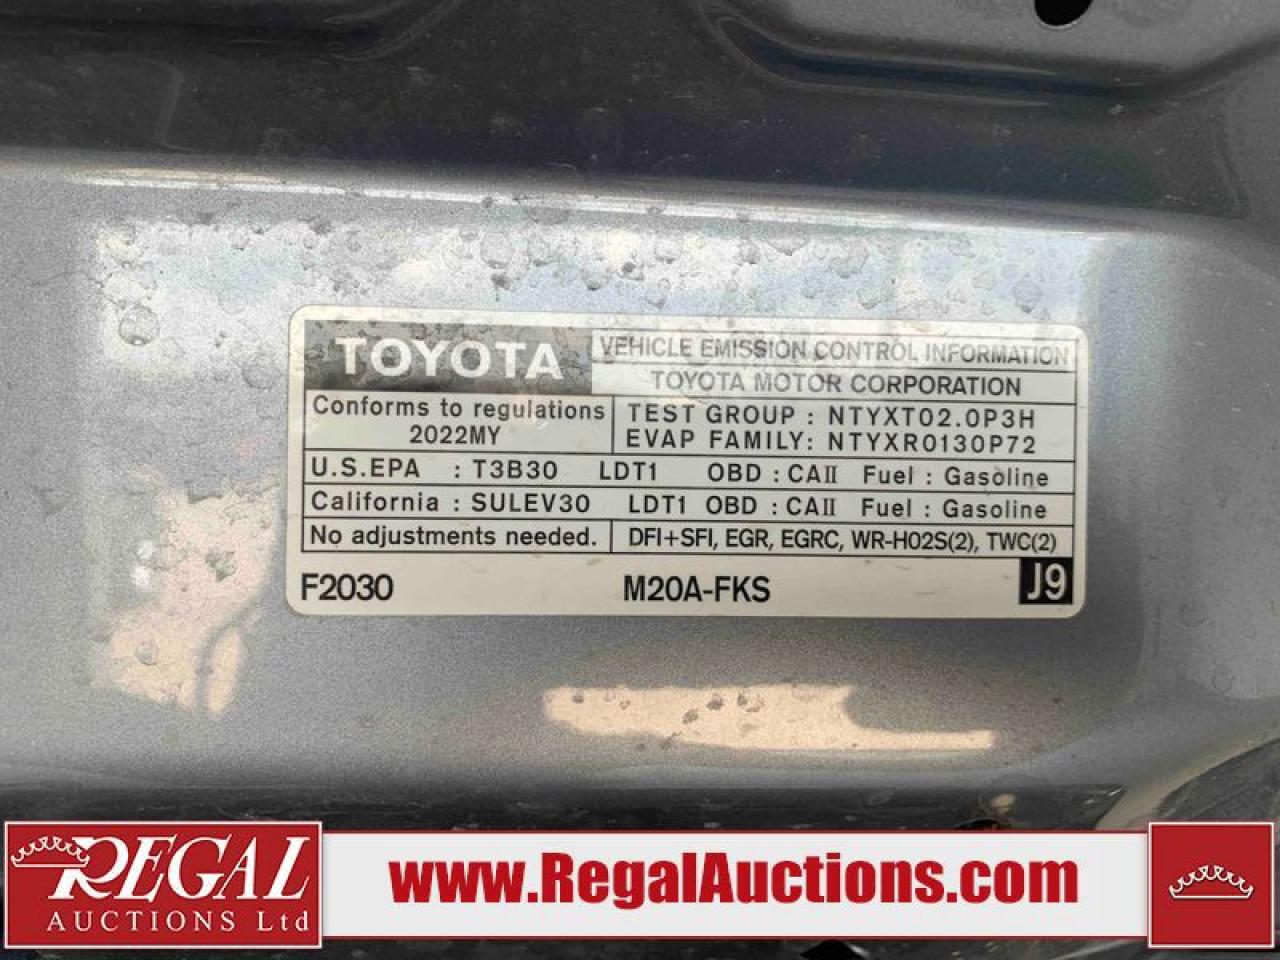 TOYOTA
VEHICLE EMISSION CONTROL INFORMATION
TOYOTA MOTOR CORPORATION
Conforms to regulations
2022MY
TEST GROUP : NTYXT02.0P3H
EVAP FAMILY: NTYXR0130P72
U.S.EPA : T3B30 LDT1 OBD : CAII Fuel : Gasoline
California : SULEV30 LDT1 OBD : CAII Fuel : Gasoline
No adjustments needed. DFI+SFI, EGR, EGRC, WR-HO2S(2), TWC(2)
F2030 M20A-FKS J9
REGAL
AUCTIONS Ltd
www.RegalAuctions.com